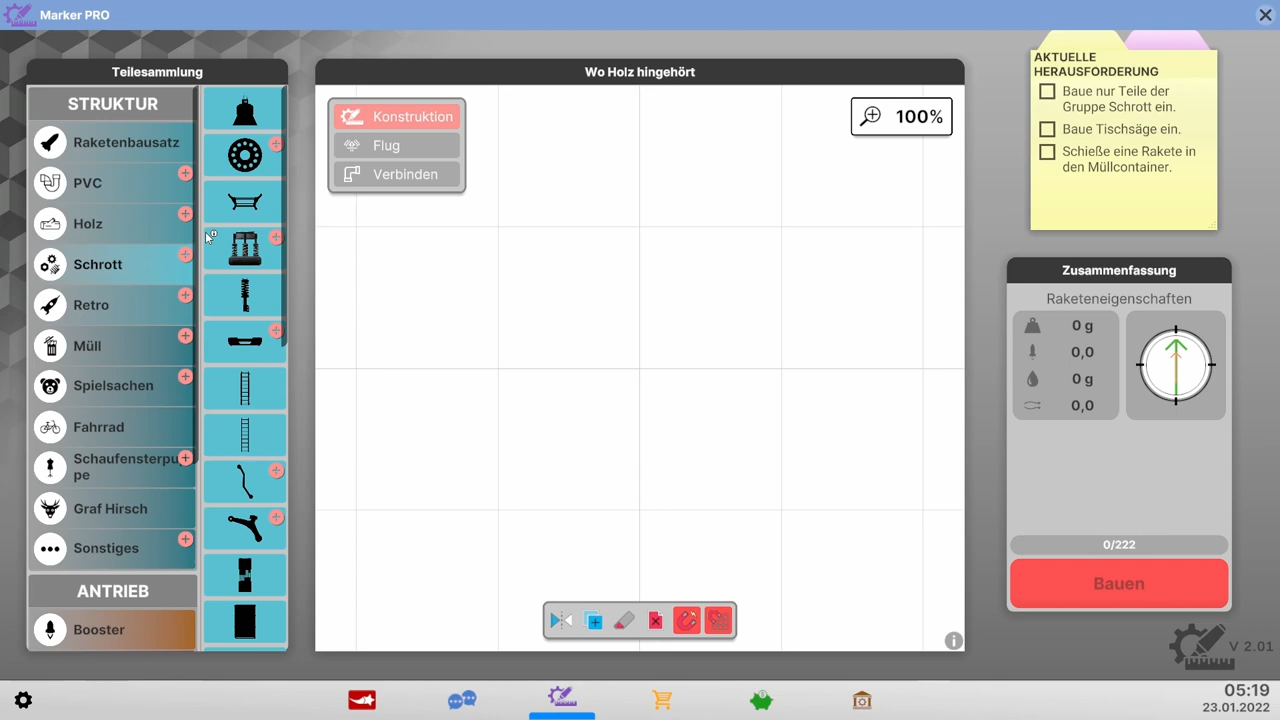 Marker PRO
Teilesammlung
STRUKTUR
Raketenbausatz
PVC
Holz
Schrott
Retro
Müll
Spielsachen
Fahrrad
Schaufensterpup
pe
Graf Hirsch
Sonstiges
ANTRIEB
Booster
Wo Holz hingehört
Konstruktion
Flug
Verbinden
100%
AKTUELLE
HERAUSFORDERUNG
Baue nur Teile der
Gruppe Schrott ein.
Baue Tischsäge ein.
Schieße eine Rakete in
den Müllcontainer.
Zusammenfassung
Raketeneigenschaften
0 g
0,0
0 g
0,0
0/222
Bauen
V 2.01
05:19
23.01.2022